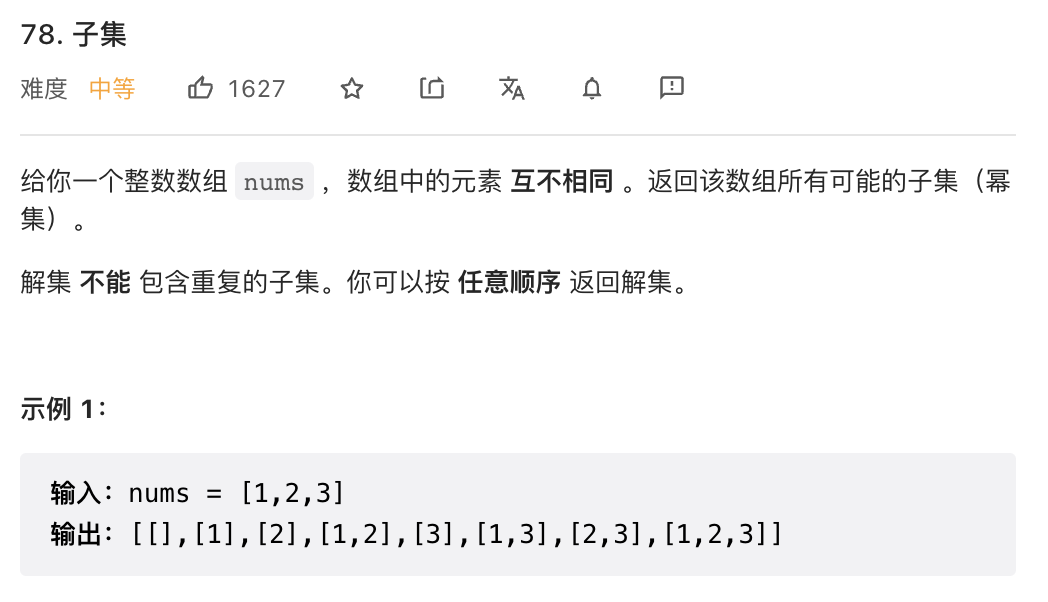 78. 子集
难度 中等 1627
给你一个整数数组 nums ，数组中的元素 互不相同 。返回该数组所有可能的子集（幂
集）。
解集 不能 包含重复的子集。你可以按 任意顺序 返回解集。
示例 1：
输入：nums = [1,2,3]
输出：[[],[1],[2],[1,2],[3],[1,3],[2,3],[1,2,3]]